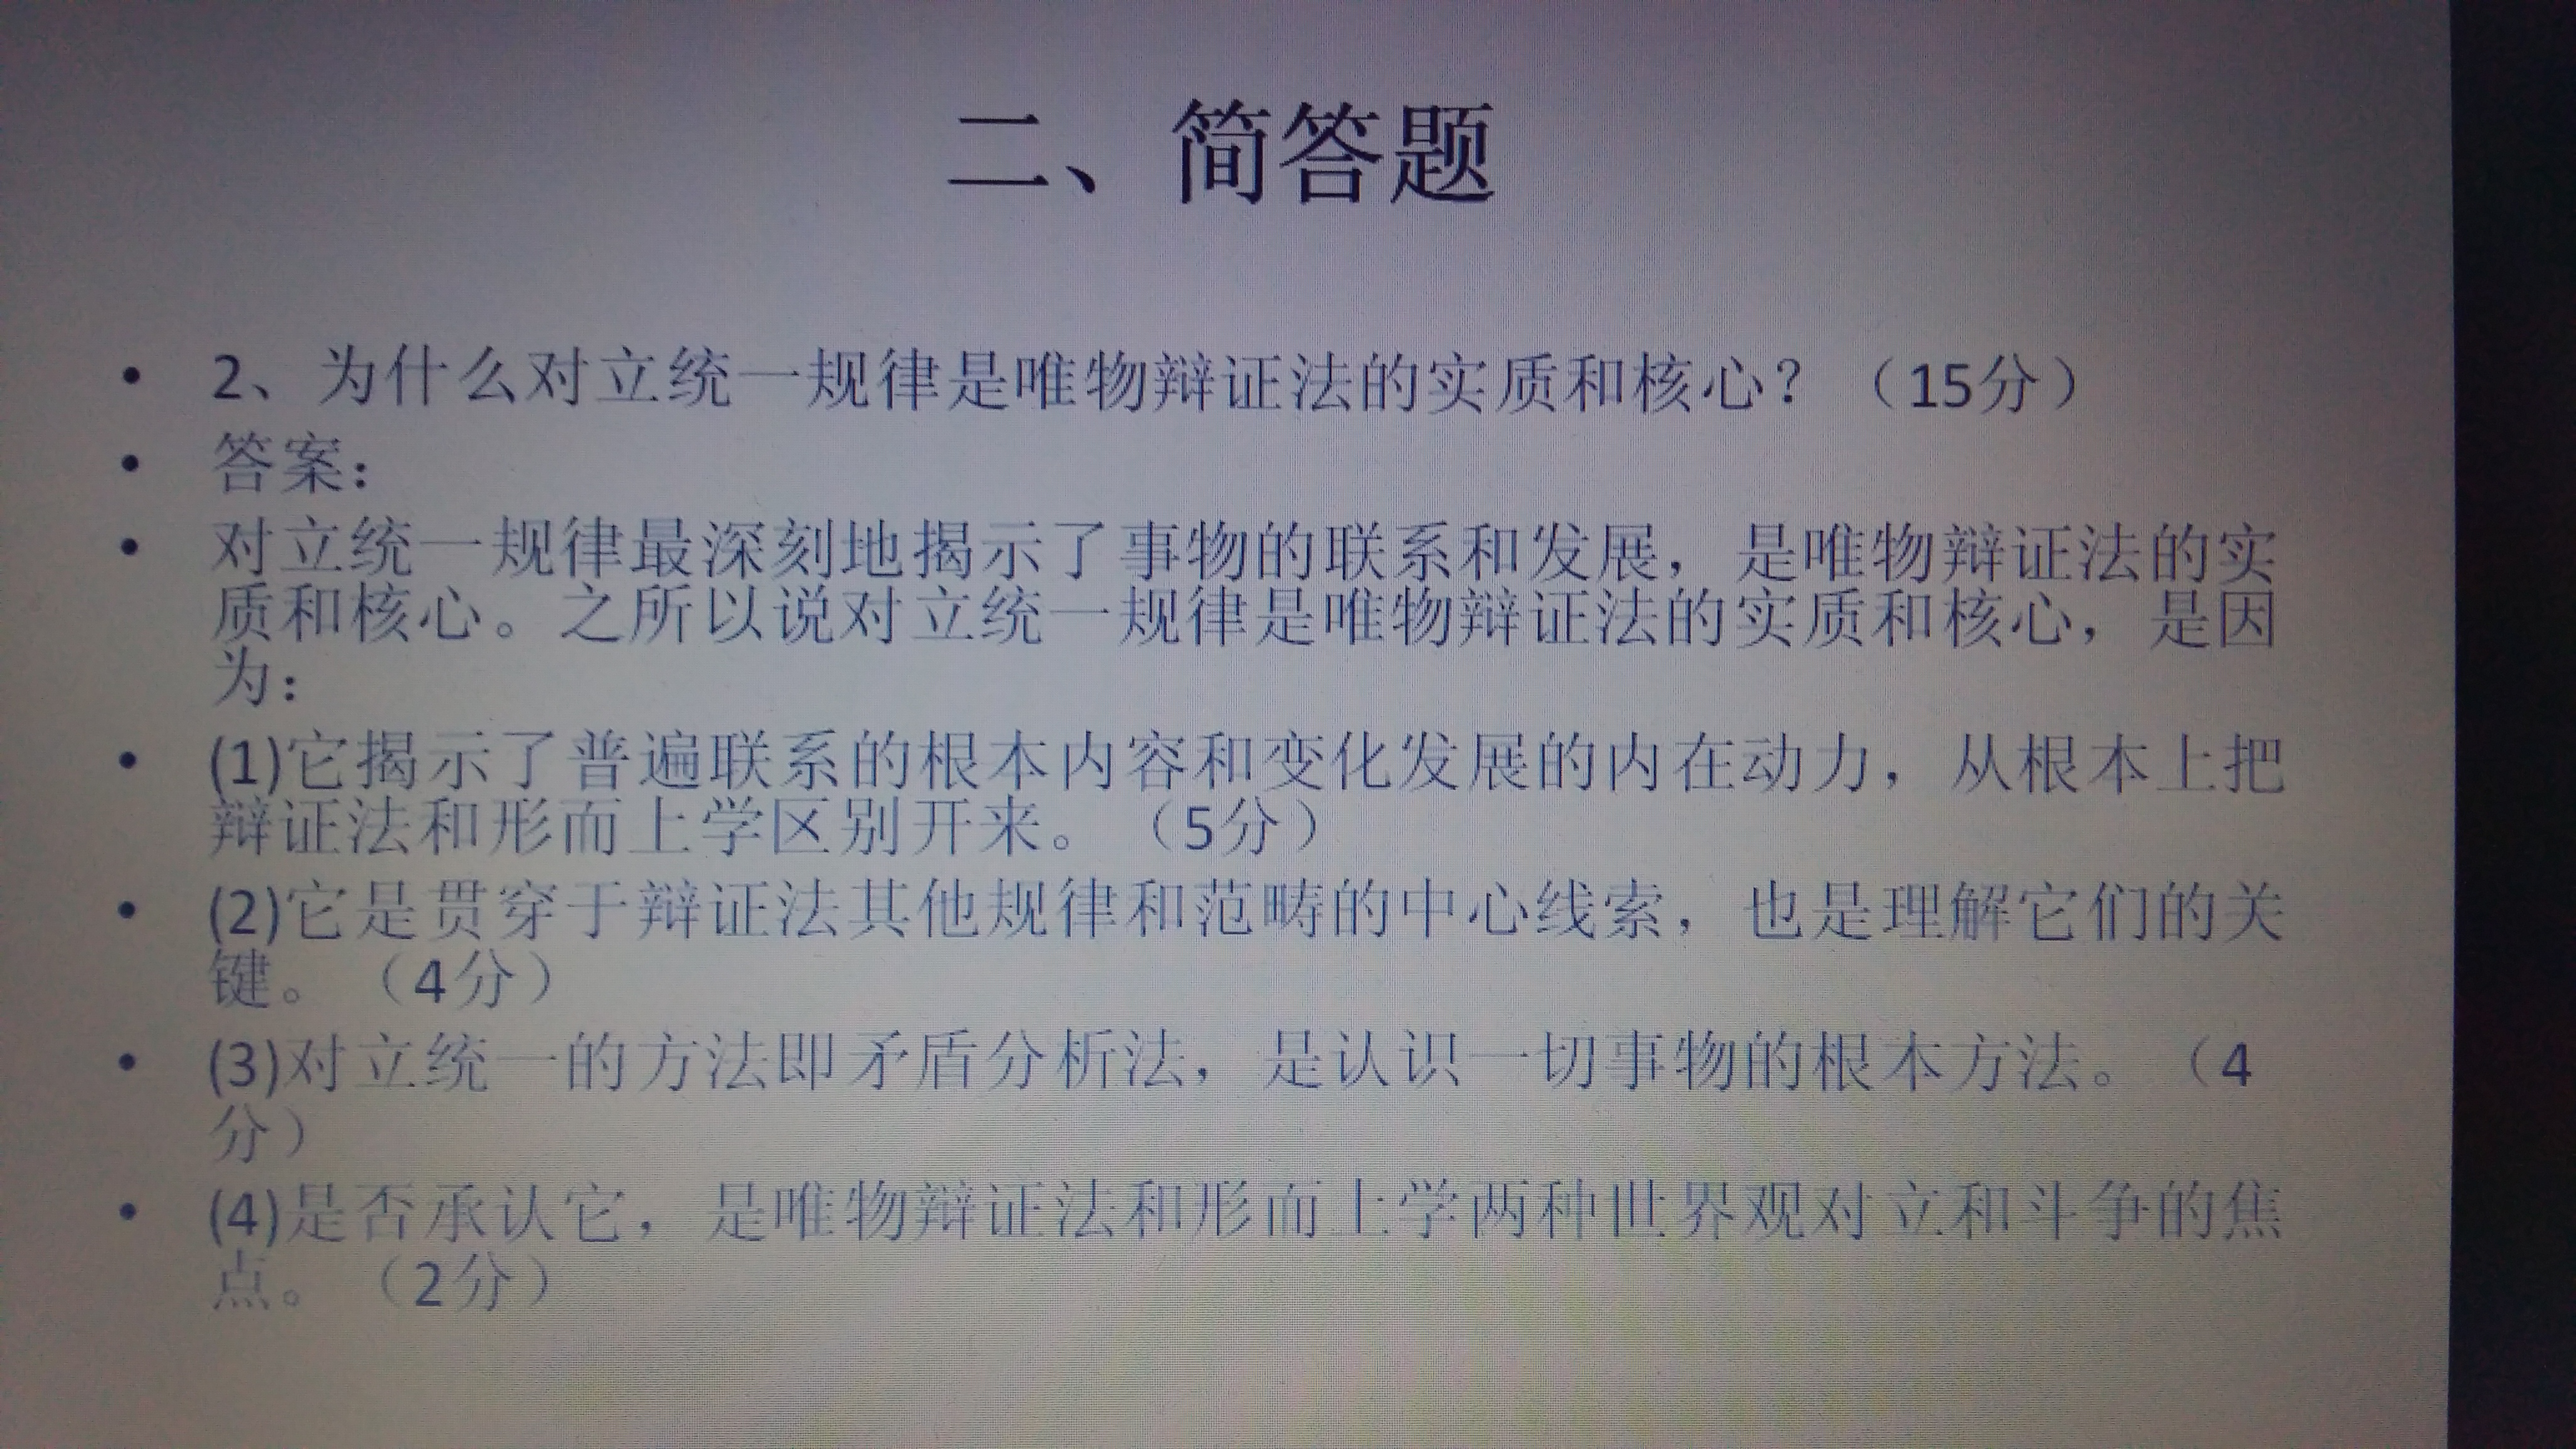 二、简答题
• 2、为什么对立统一规律是唯物辩证法的实质和核心？（15分）
• 答案：
• 对立统一规律最深刻地揭示了事物的联系和发展，是唯物辩证法的实
质和核心。之所以说对立统一规律是唯物辩证法的实质和核心，是因
为：
• (1)它揭示了普遍联系的根本内容和变化发展的内在动力，从根本上把
辩证法和形而上学区别开来。（5分）
• (2)它是贯穿于辩证法其他规律和范畴的中心线索，也是理解它们的关
键。（4分）
• (3)对立统一的方法即矛盾分析法，是认识一切事物的根本方法。（4
分）
• (4)是否承认它，是唯物辩证法和形而上学两种世界观对立和斗争的焦
点。（2分）